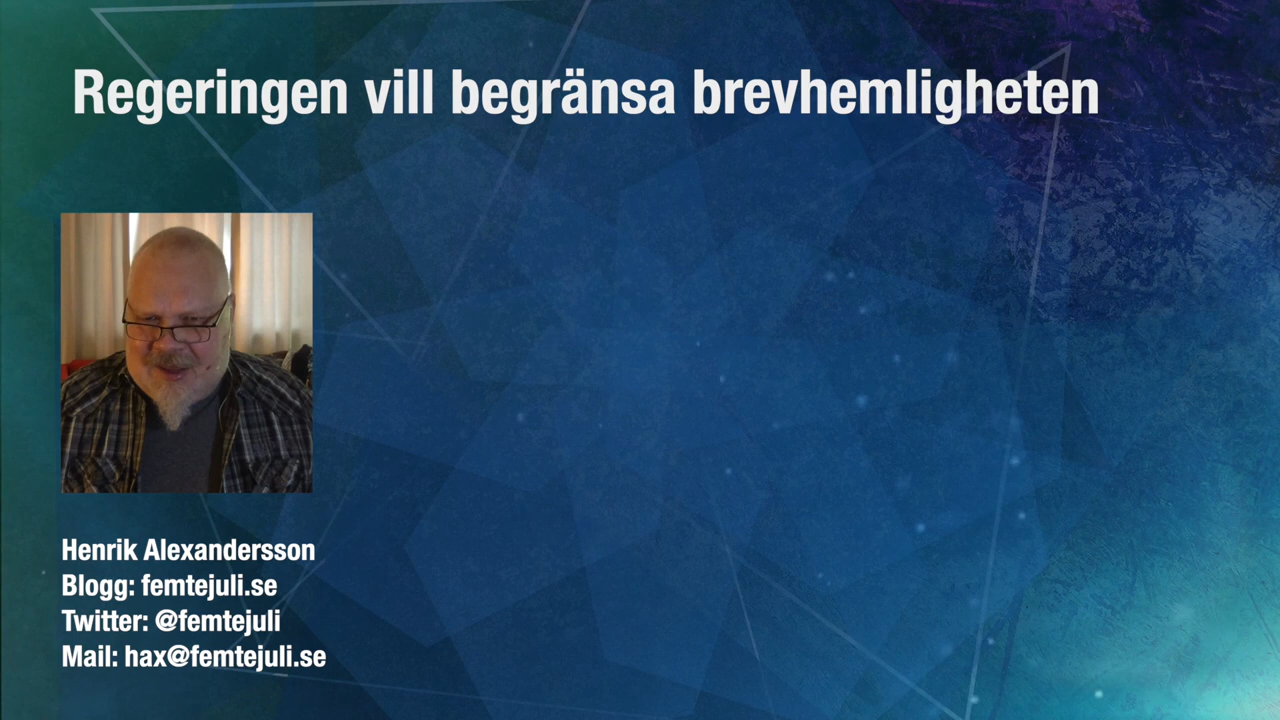 Regeringen vill begränsa brevhemligheten
Henrik Alexandersson
Blogg: femtejuli.se
Twitter: @femtejuli
Mail: hax@femtejuli.se